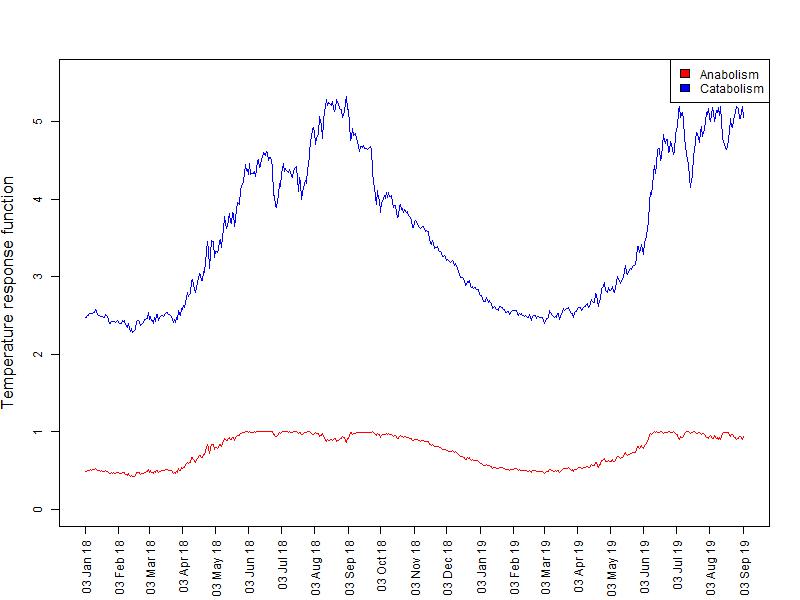 Anabolism
Catabolism
Temperature response function
5
4
3
2
1
0
03 Jan 18
03 Feb 18
03 Mar 18
03 Apr 18
03 May 18
03 Jun 18
03 Jul 18
03 Aug 18
03 Sep 18
03 Oct 18
03 Nov 18
03 Dec 18
03 Jan 19
03 Feb 19
03 Mar 19
03 Apr 19
03 May 19
03 Jun 19
03 Jul 19
03 Aug 19
03 Sep 19